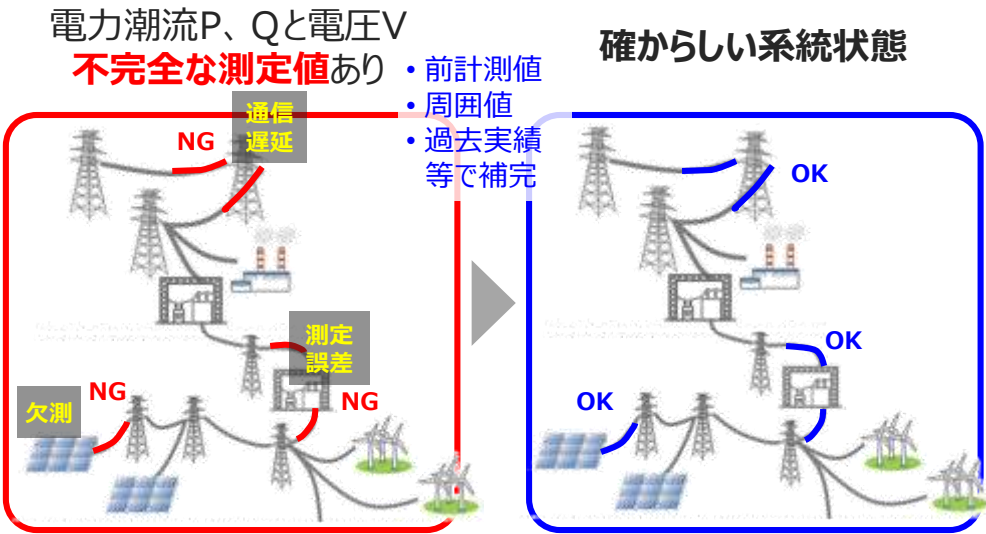 電力潮流P、Qと電圧V
不完全な測定値あり
・前計測値
・周囲値
・過去実績
等で補完
確からしい系統状態
通信
遅延
NG
測定
誤差
NG
欠測
NG
OK
OK
OK